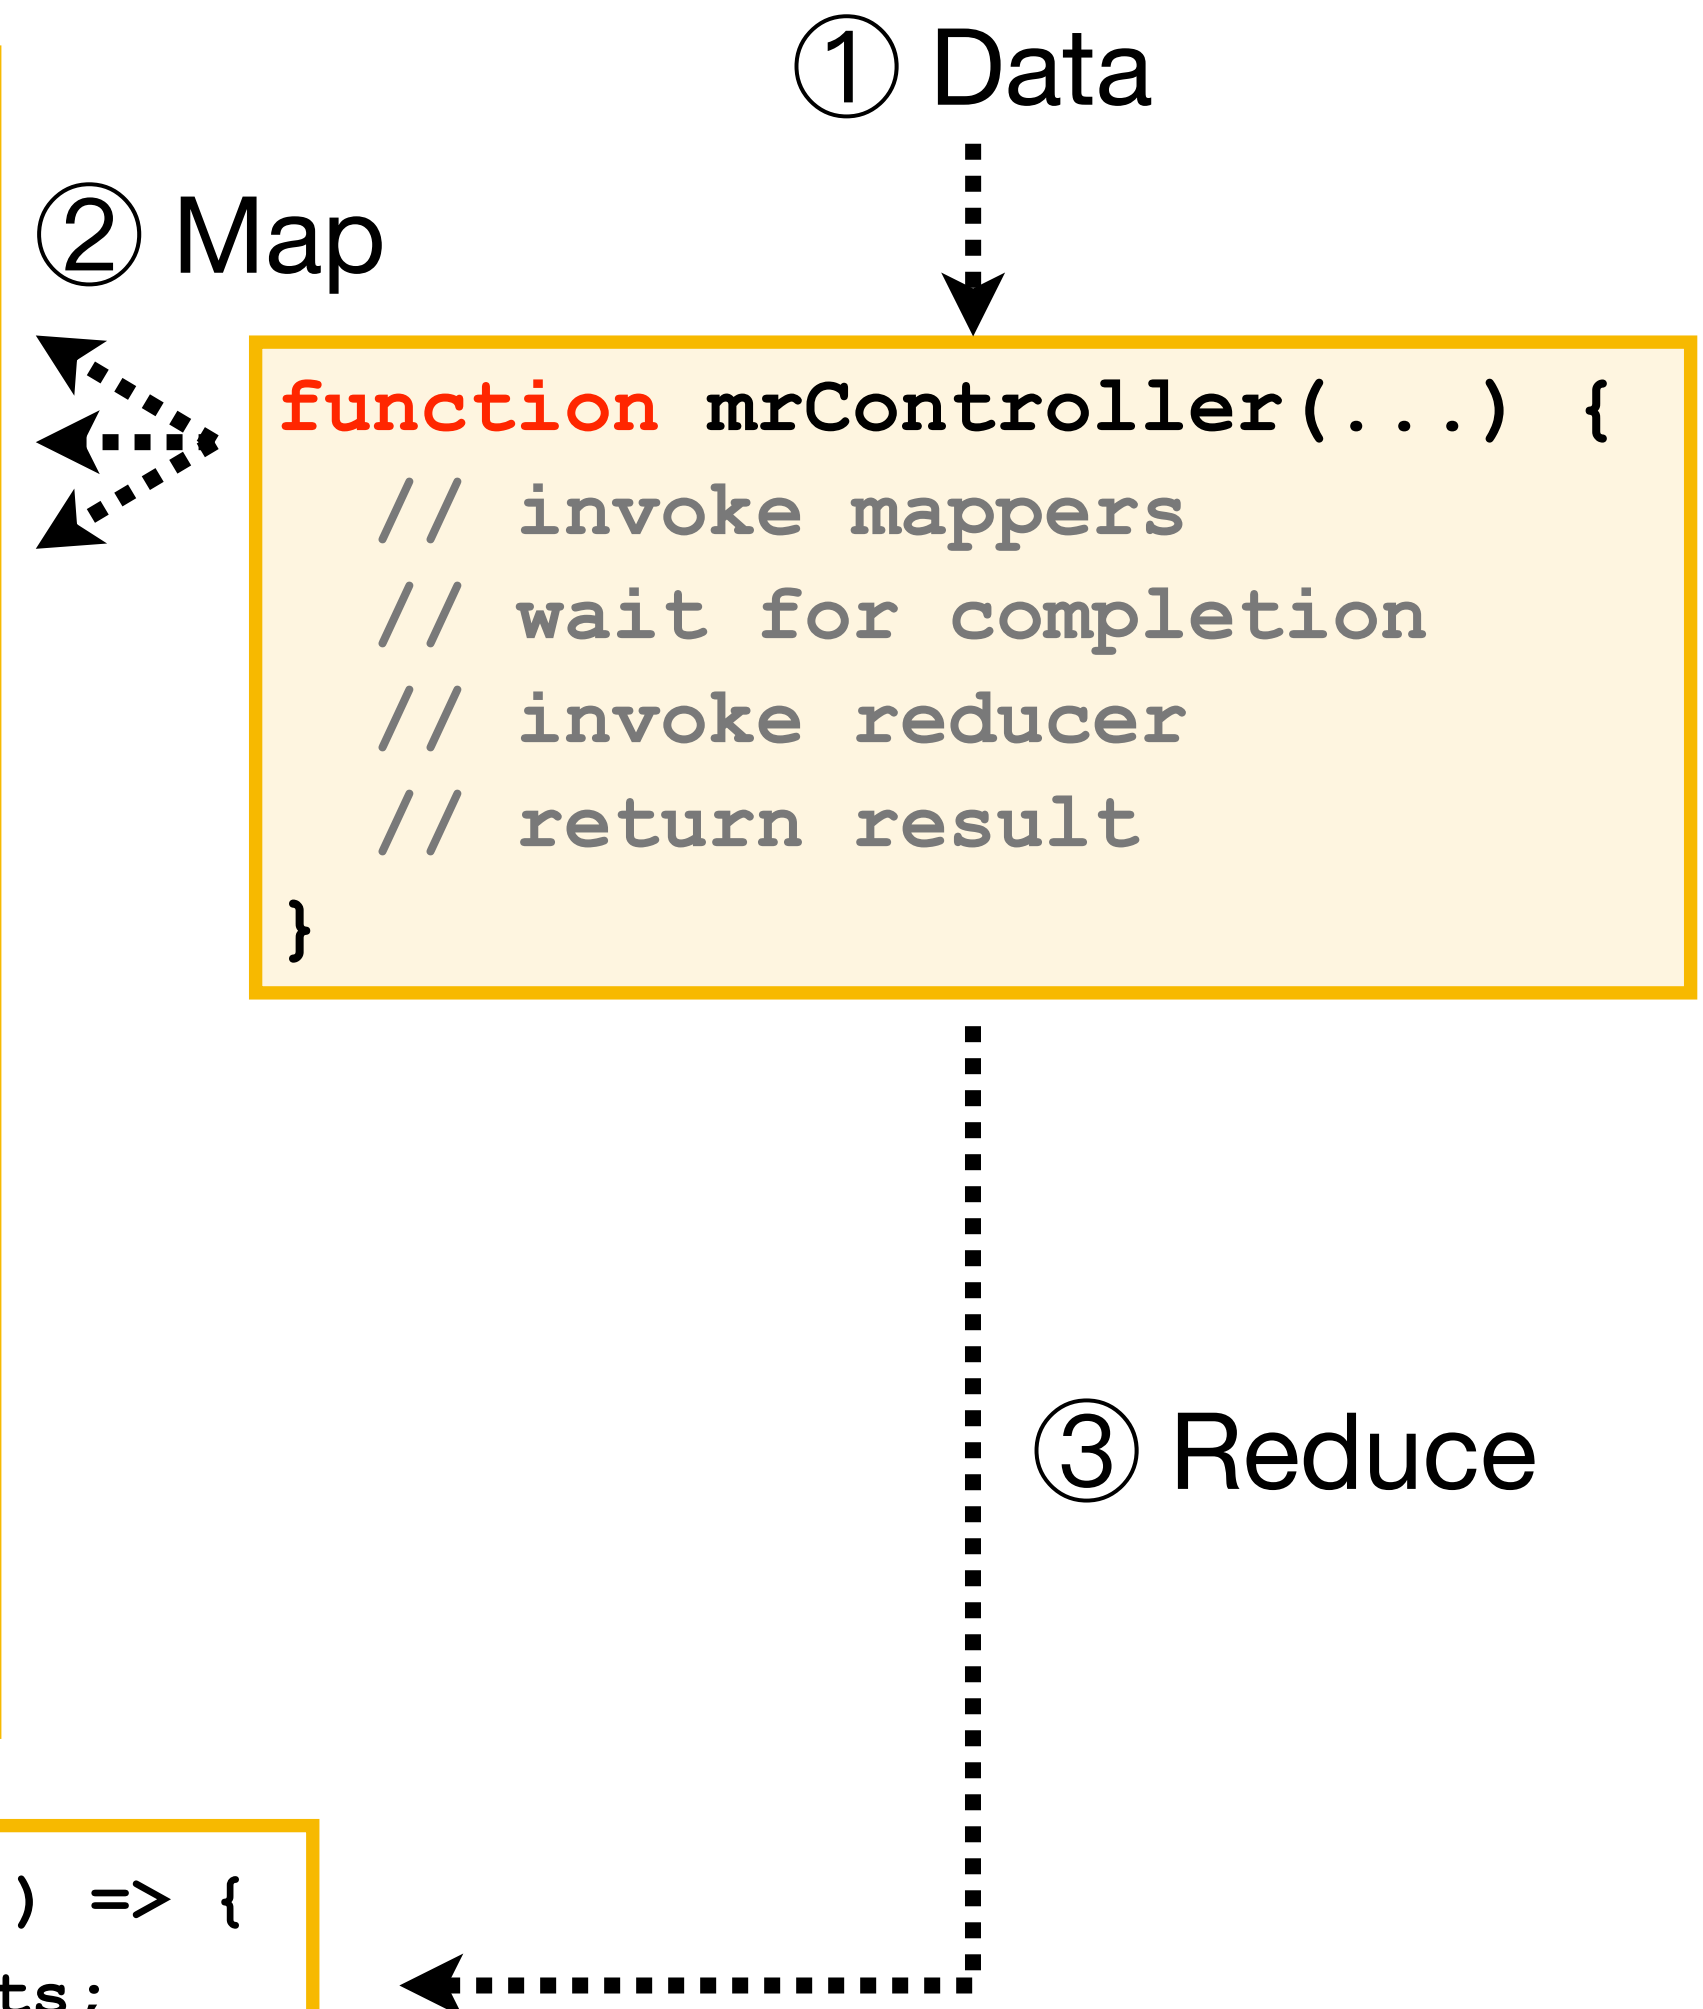 ① Data
② Map
function mrController(...) {
// invoke mappers
// wait for completion
// invoke reducer
// return result
}
③ Reduce
) => {